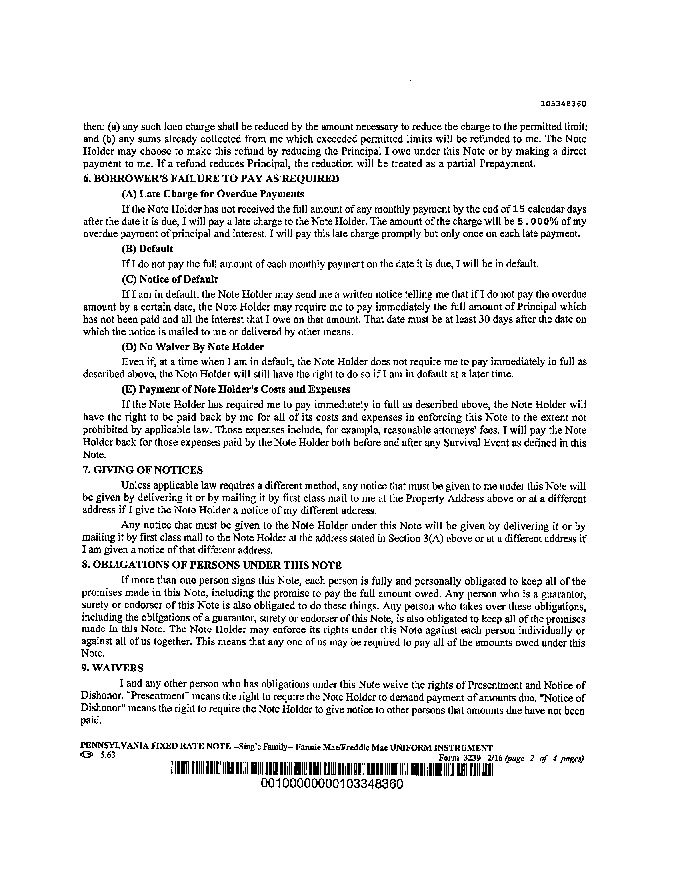 103348360
then: (a) any such loan charge shall be reduced by the amount necessary to reduce the charge to the permitted limit;
and (b) any sums already collected from me which exceeded permitted limits will be refunded to me. The Note
Holder may choose to make this refund by reducing the Principal I owe under this Note or by making a direct
payment to me. If a refund reduces Principal, the reduction will be treated as a partial Prepayment.
6. BORROWER'S FAILURE TO PAY AS REQUIRED
(A) Late Charge for Overdue Payments
If the Note Holder has not received the full amount of any monthly payment by the end of 15 calendar days
after the date it is due, I will pay a late charge to the Note Holder. The amount of the charge will be 5.000% of my
overdue payment of principal and interest. I will pay this late charge promptly but only once on each late payment.
(B) Default
If I do not pay the full amount of each monthly payment on the date it is due, I will be in default.
(C) Notice of Default
If I am in default, the Note Holder may send me a written notice telling me that if I do not pay the overdue
amount by a certain date, the Note Holder may require me to pay immediately the full amount of Principal which
has not been paid and all the interest that I owe on that amount. That date must be at least 30 days after the date on
which the notice is mailed to me or delivered by other means.
(D) No Waiver By Note Holder
Even if, at a time when I am in default, the Note Holder does not require me to pay immediately in full as
described above, the Note Holder will still have the right to do so if I am in default at a later time.
(E) Payment of Note Holder's Costs and Expenses
If the Note Holder has required me to pay immediately in full as described above, the Note Holder will
have the right to be paid back by me for all of its costs and expenses in enforcing this Note to the extent not
prohibited by applicable law. Those expenses include, for example, reasonable attorneys' fees. I will pay the Note
Holder back for those expenses paid by the Note Holder both before and after any Survival Event as defined in this
Note.
7. GIVING OF NOTICES
Unless applicable law requires a different method, any notice that must be given to me under this Note will
be given by delivering it or by mailing it by first class mail to me at the Property Address above or at a different
address if I give the Note Holder a notice of my different address.
Any notice that must be given to the Note Holder under this Note will be given by delivering it or by
mailing it by first class mail to the Note Holder at the address stated in Section 3(A) above or at a different address if
I am given a notice of that different address.
8. OBLIGATIONS OF PERSONS UNDER THIS NOTE
If more than one person signs this Note, each person is fully and personally obligated to keep all of the
promises made in this Note, including the promise to pay the full amount owed. Any person who is a guarantor,
surety or endorser of this Note is also obligated to do these things. Any person who takes over these obligations,
including the obligations of a guarantor, surety or endorser of this Note, is also obligated to keep all of the promises
made in this Note. The Note Holder may enforce its rights under this Note against each person individually or
against all of us together. This means that any one of us may be required to pay all of the amounts owed under this
Note.
9. WAIVERS
I and any other person who has obligations under this Note waive the rights of Presentment and Notice of
Dishonor. "Presentment" means the right to require the Note Holder to demand payment of amounts due. "Notice of
Dishonor" means the right to require the Note Holder to give notice to other persons that amounts due have not been
paid.
PENNSYLVANIA FIXED RATE NOTE –Single Family– Fannie Mae/Freddie Mac UNIFORM INSTRUMENT
5.63 Form 3239 2/16 (page 2 of 4 pages)
00100000000103348360